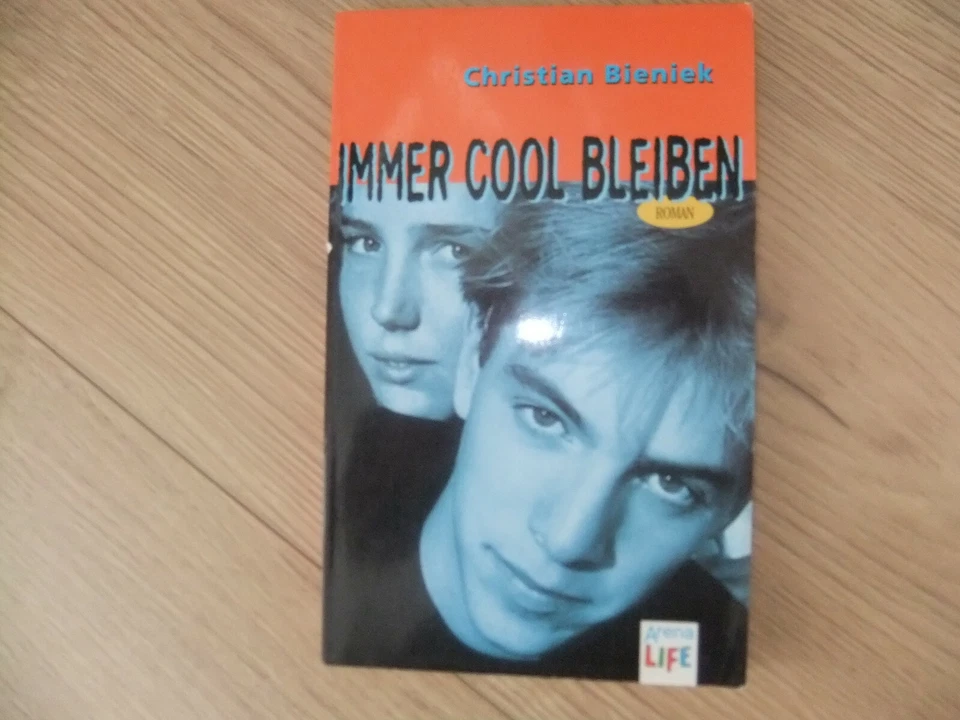 Christian Bieniek
IMMER COOL BLEIBEN
ROMAN
Arena
LIFE